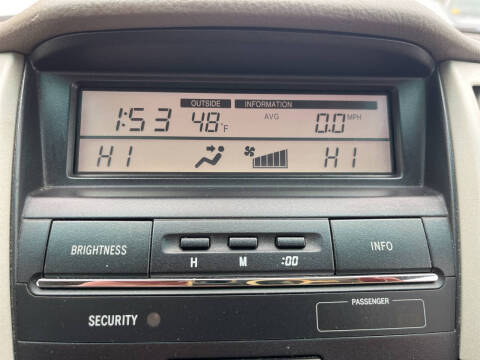 OUTSIDE INFORMATION
1:53 48°F AVG 0.0 MPH
HI HI
BRIGHTNESS INFO
H M :00
PASSENGER
SECURITY